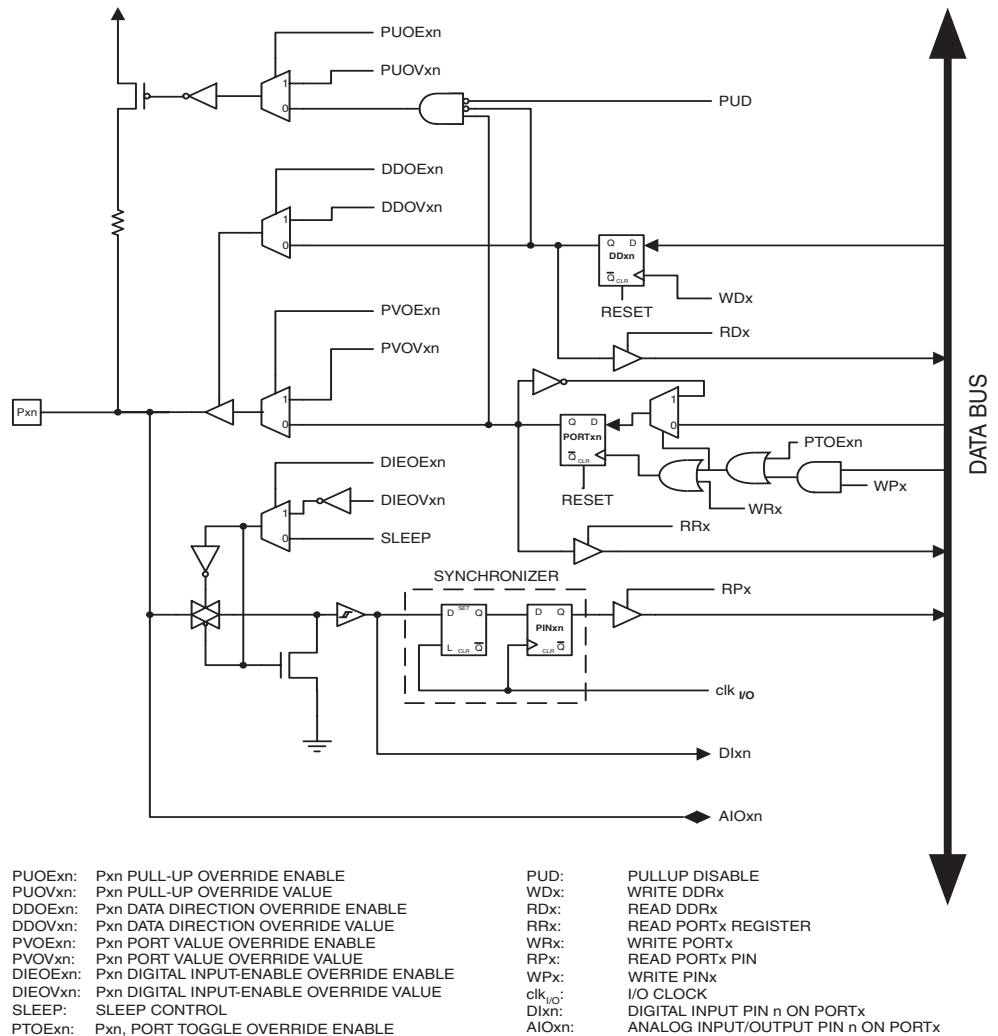 PUOExn
PUOVxn
1
0
PUD
DDOExn
DDOVxn
1
0
Q D
DDxn
Q CLR
WDx
RESET
PVOExn
RDx
PVOVxn
Pxn
1
0
1
0
Q D
PORTxn
Q CLR
PTOExn
WPx
RESET
WRx
DATA BUS
DIEOExn
DIEOVxn
1
0
SLEEP
RRx
SYNCHRONIZER
RPx
D SET Q
L CLR Q
D Q
PINxn
CLR Q
clk I/O
DIxn
AIOxn
PUOExn: Pxn PULL-UP OVERRIDE ENABLE
PUOVxn: Pxn PULL-UP OVERRIDE VALUE
DDOExn: Pxn DATA DIRECTION OVERRIDE ENABLE
DDOVxn: Pxn DATA DIRECTION OVERRIDE VALUE
PVOExn: Pxn PORT VALUE OVERRIDE ENABLE
PVOVxn: Pxn PORT VALUE OVERRIDE VALUE
DIEOExn: Pxn DIGITAL INPUT-ENABLE OVERRIDE ENABLE
DIEOVxn: Pxn DIGITAL INPUT-ENABLE OVERRIDE VALUE
SLEEP: SLEEP CONTROL
PTOExn: Pxn, PORT TOGGLE OVERRIDE ENABLE
PUD: PULLUP DISABLE
WDx: WRITE DDRx
RDx: READ DDRx
RRx: READ PORTx REGISTER
WRx: WRITE PORTx
RPx: READ PORTx PIN
WPx: WRITE PINx
clk I/O: I/O CLOCK
DIxn: DIGITAL INPUT PIN n ON PORTx
AIOxn: ANALOG INPUT/OUTPUT PIN n ON PORTx